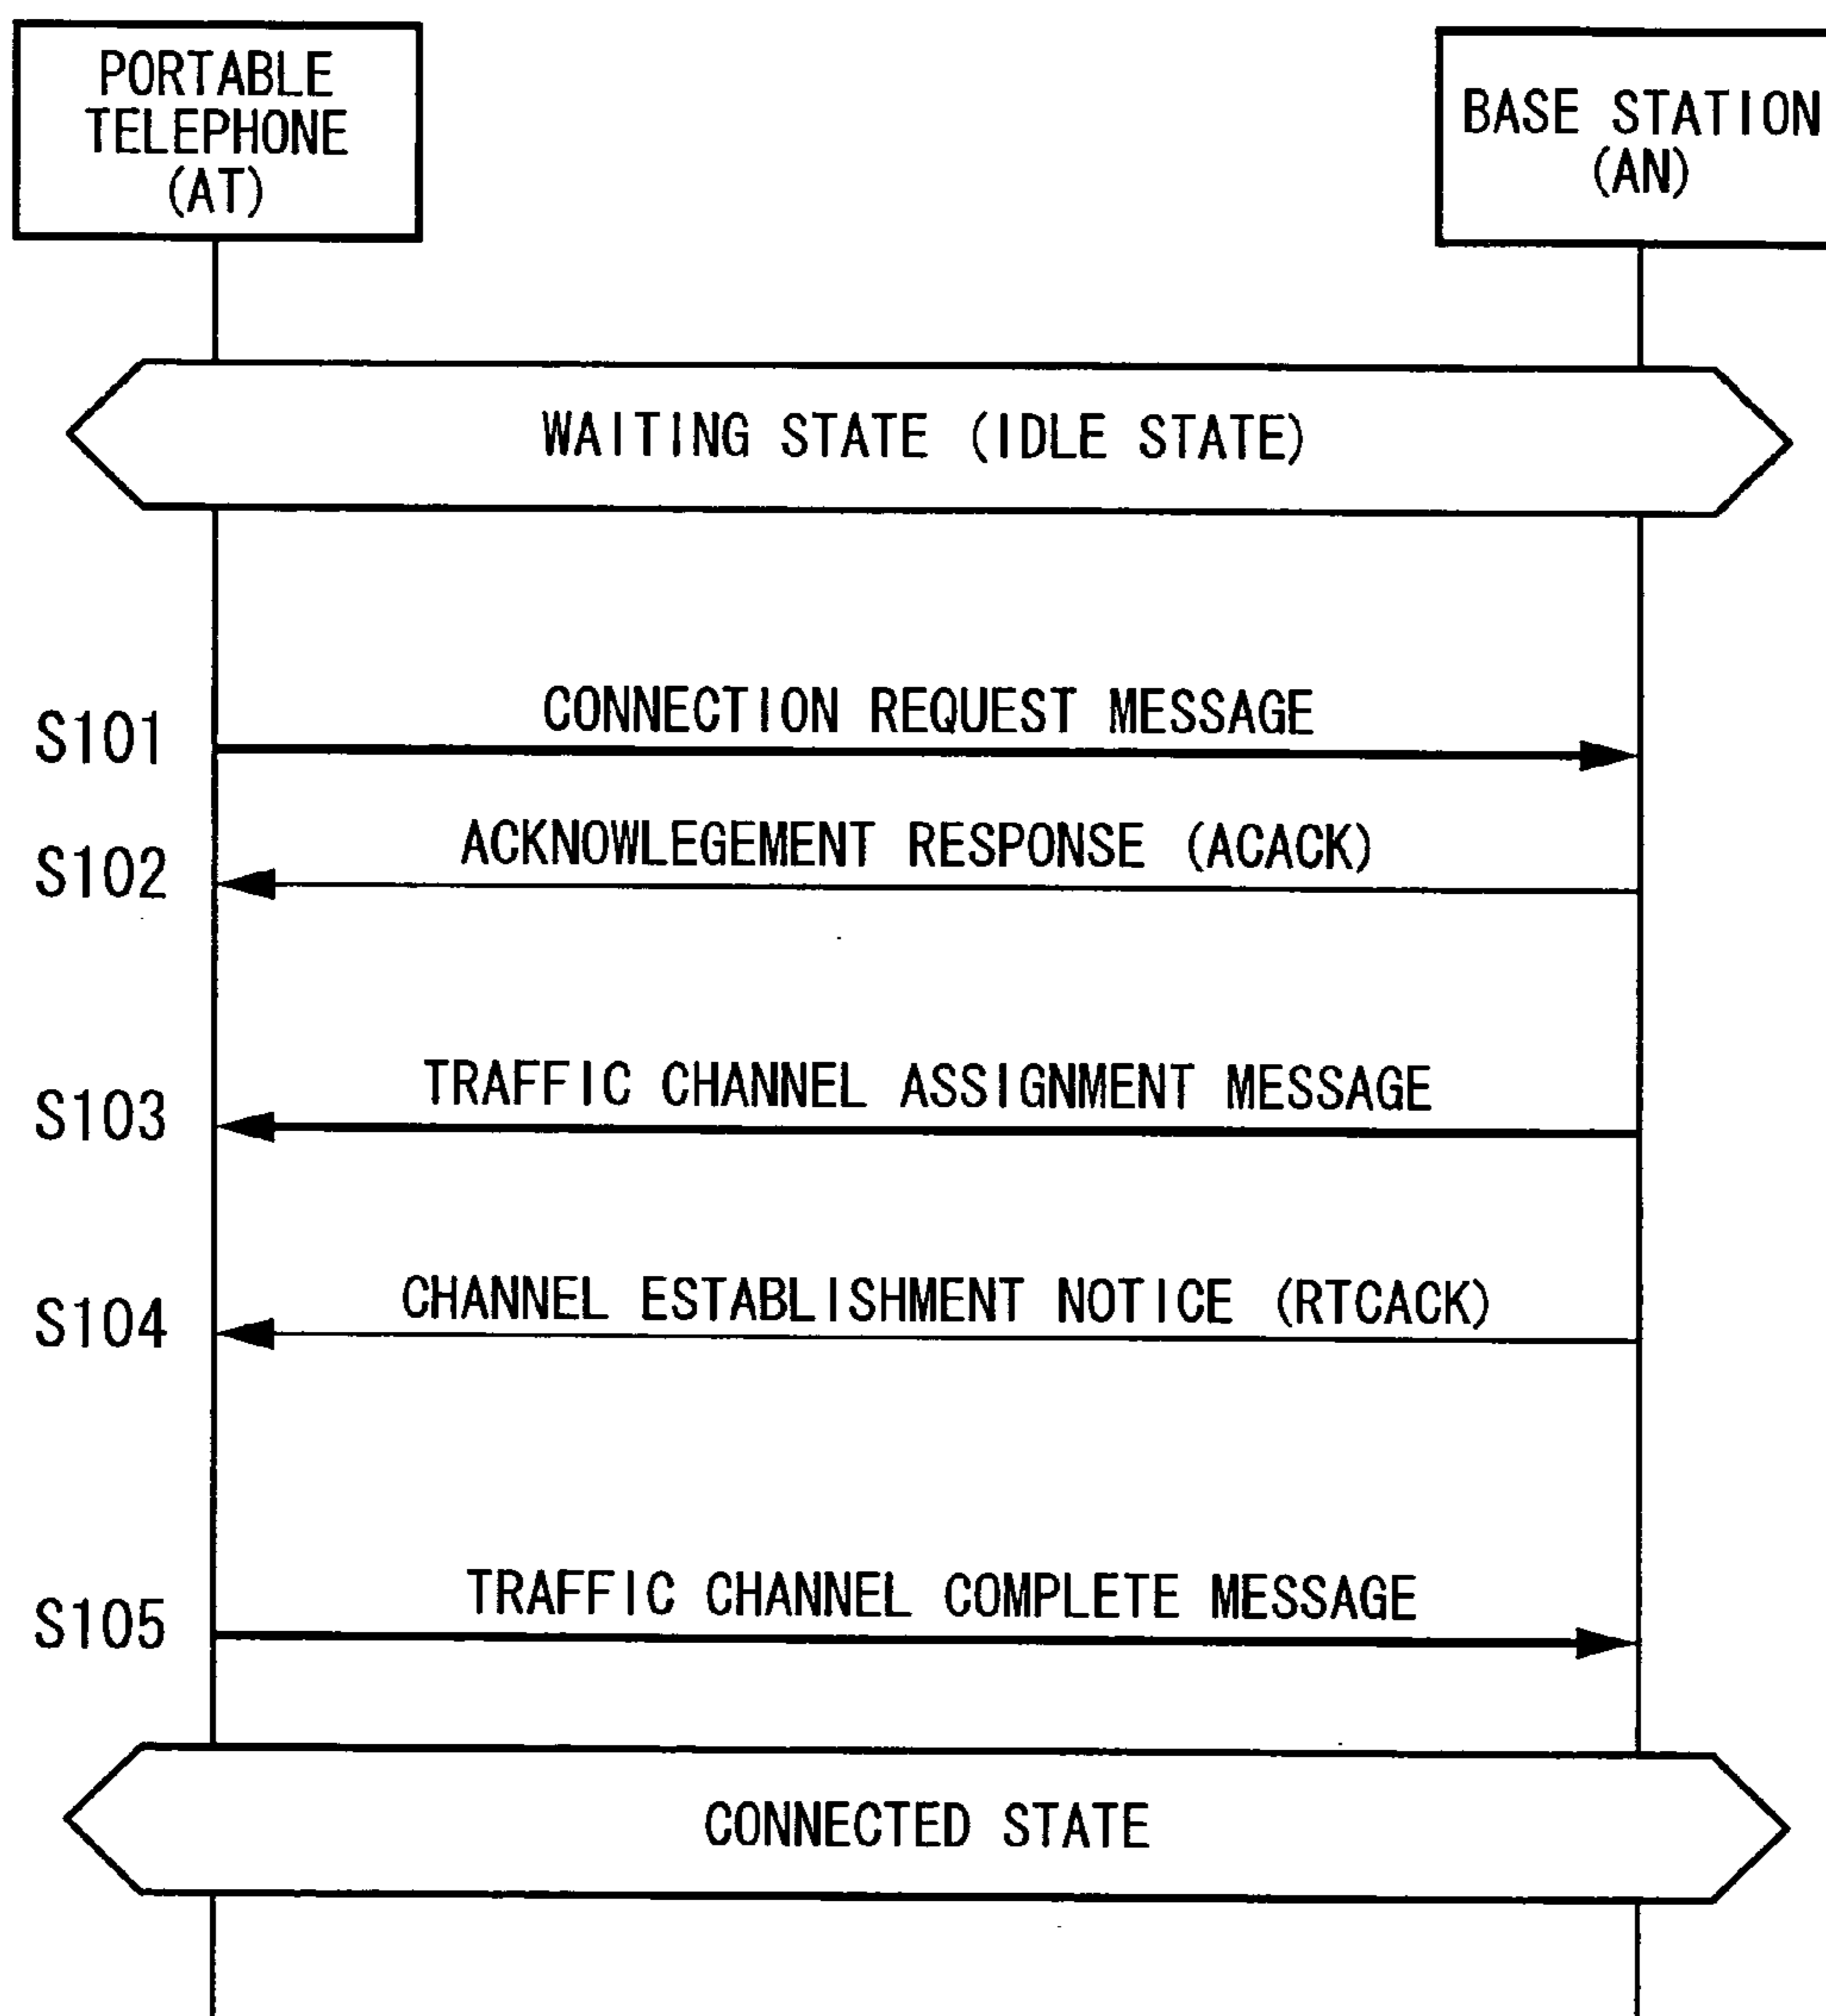 PORTABLE
TELEPHONE
(AT)
BASE STATION
(AN)
WAITING STATE (IDLE STATE)
CONNECTION REQUEST MESSAGE
S101
ACKNOWLEGEMENT RESPONSE (ACACK)
S102
TRAFFIC CHANNEL ASSIGNMENT MESSAGE
S103
CHANNEL ESTABLISHMENT NOTICE (RTCACK)
S104
TRAFFIC CHANNEL COMPLETE MESSAGE
S105
CONNECTED STATE